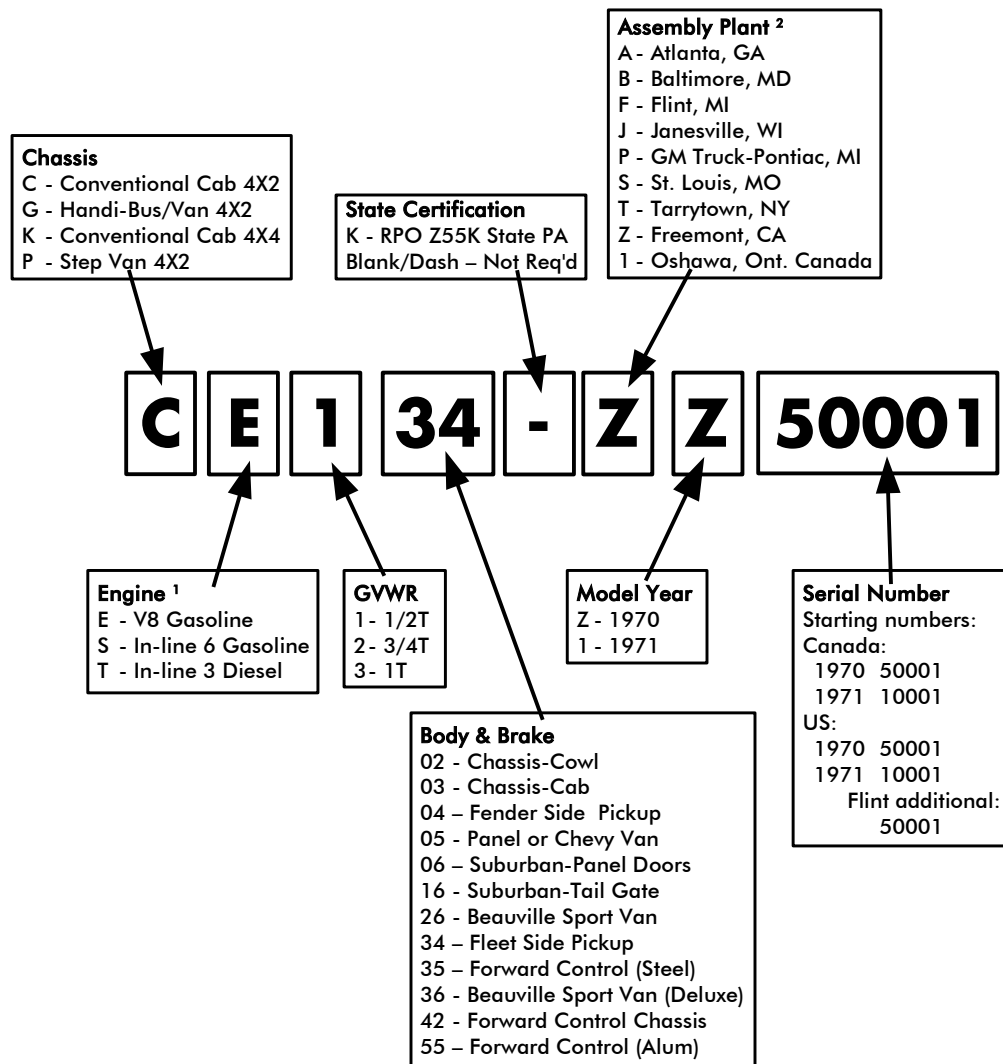 Assembly Plant ²
A - Atlanta, GA
B - Baltimore, MD
F - Flint, MI
J - Janesville, WI
P - GM Truck-Pontiac, MI
S - St. Louis, MO
T - Tarrytown, NY
Z - Freemont, CA
1 - Oshawa, Ont. Canada
Chassis
C - Conventional Cab 4X2
G - Handi-Bus/Van 4X2
K - Conventional Cab 4X4
P - Step Van 4X2
State Certification
K - RPO Z55K State PA
Blank/Dash – Not Req'd
C E 1 34 - Z Z 50001
Engine ¹
E - V8 Gasoline
S - In-line 6 Gasoline
T - In-line 3 Diesel
GVWR
1 - 1/2T
2 - 3/4T
3 - 1T
Model Year
Z - 1970
1 - 1971
Serial Number
Starting numbers:
Canada:
1970 50001
1971 10001
US:
1970 50001
1971 10001
Flint additional:
50001
Body & Brake
02 - Chassis-Cowl
03 - Chassis-Cab
04 – Fender Side Pickup
05 - Panel or Chevy Van
06 – Suburban-Panel Doors
16 - Suburban-Tail Gate
26 - Beauville Sport Van
34 – Fleet Side Pickup
35 – Forward Control (Steel)
36 - Beauville Sport Van (Deluxe)
42 - Forward Control Chassis
55 – Forward Control (Alum)